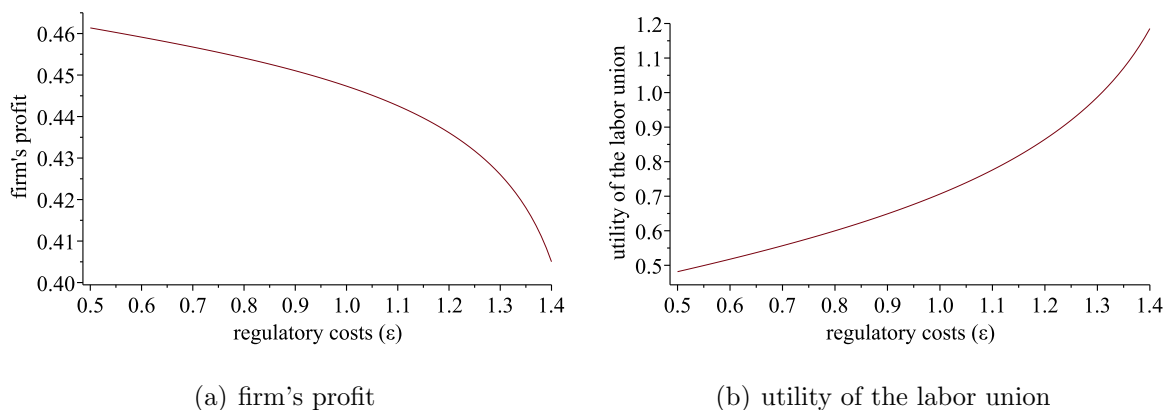 firm's profit
0.46
0.45
0.44
0.43
0.42
0.41
0.40
0.5 0.6 0.7 0.8 0.9 1.0 1.1 1.2 1.3 1.4
regulatory costs (ε)
(a) firm's profit
utility of the labor union
1.2
1.1
1.0
0.9
0.8
0.7
0.6
0.5
0.5 0.6 0.7 0.8 0.9 1.0 1.1 1.2 1.3 1.4
regulatory costs (ε)
(b) utility of the labor union